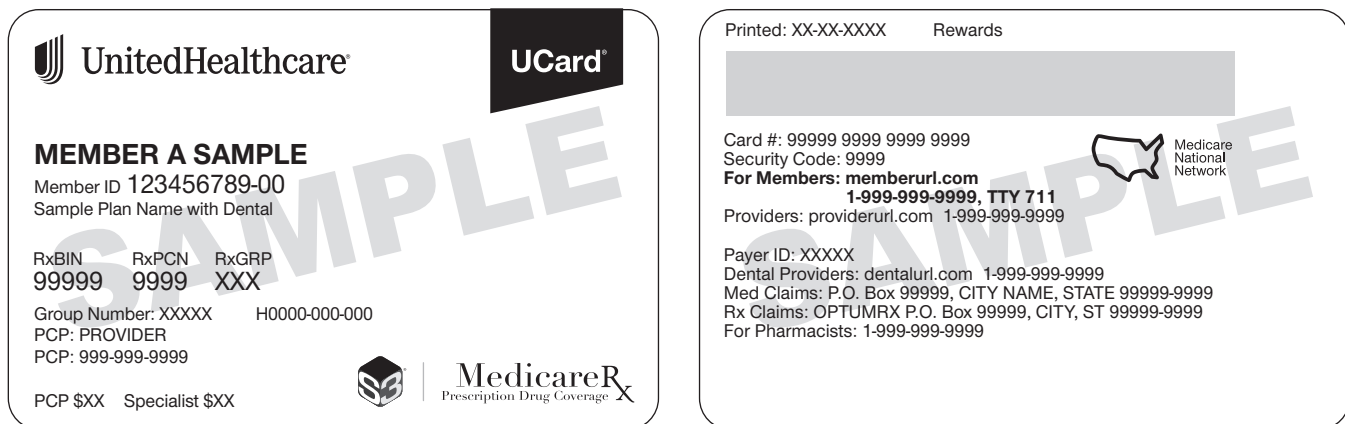 UnitedHealthcare®
UCard®
MEMBER A SAMPLE
Member ID 123456789-00
Sample Plan Name with Dental
RxBIN RxPCN RxGRP
99999 9999 XXX
Group Number: XXXXX H0000-000-000
PCP: PROVIDER
PCP: 999-999-9999
PCP $XX Specialist $XX
S3
MedicareRx
Prescription Drug Coverage
SAMPLE
Printed: XX-XX-XXXX Rewards
Card #: 99999 9999 9999 9999
Security Code: 9999
For Members: memberurl.com
1-999-999-9999, TTY 711
Providers: providerurl.com 1-999-999-9999
Medicare
National
Network
Payer ID: XXXXX
Dental Providers: dentalurl.com 1-999-999-9999
Med Claims: P.O. Box 99999, CITY NAME, STATE 99999-9999
Rx Claims: OPTUMRX P.O. Box 99999, CITY, ST 99999-9999
For Pharmacists: 1-999-999-9999
SAMPLE